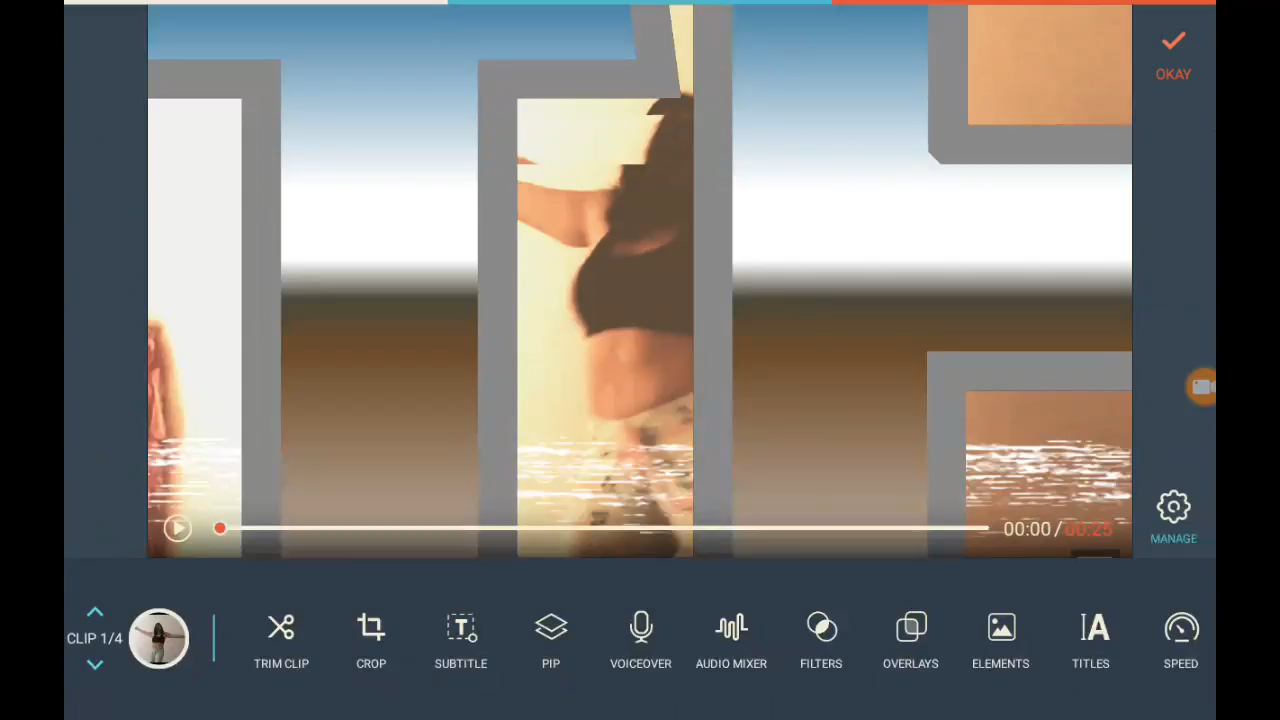 OKAY
00:00/00:25
MANAGE
CLIP 1/4
TRIM CLIP
CROP
SUBTITLE
PIP
VOICEOVER
AUDIO MIXER
FILTERS
OVERLAYS
ELEMENTS
TITLES
SPEED